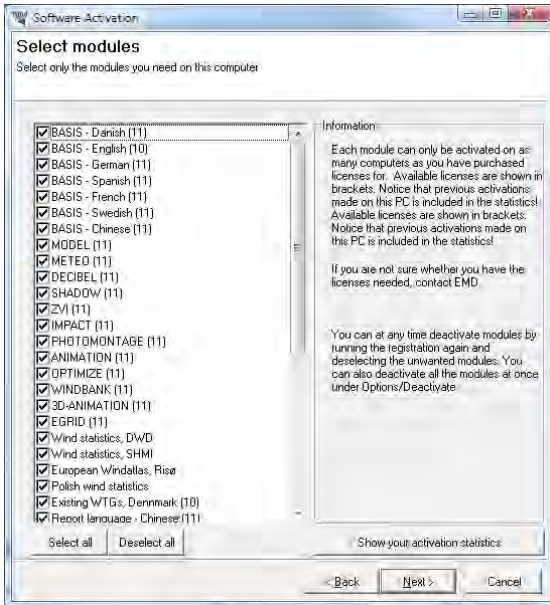 Software Activation
Select modules
Select only the modules you need on this computer
BASIS - Danish (11)
BASIS - English (10)
BASIS - German (11)
BASIS - Spanish (11)
BASIS - French (11)
BASIS - Swedish (11)
BASIS - Chinese (11)
MODEL (11)
METEO (11)
DECIBEL (11)
SHADOW (11)
ZVI (11)
IMPACT (11)
PHOTOMONTAGE (11)
ANIMATION (11)
OPTIMIZE (11)
WINDBANK (11)
3D-ANIMATION (11)
EGRID (11)
Wind statistics, DWD
Wind statistics, SHMI
European Windatlas, Risø
Polish wind statistics
Existing WTGs, Dennmark (10)
Report language - Chinese (11)
Select all
Deselect all
Information
Each module can only be activated on as
many computers as you have purchased
licenses for. Available licenses are shown in
brackets. Notice that previous activations
made on this PC is included in the statistics!
Available licenses are shown in brackets.
Notice that previous activations made on
this PC is included in the statistics!
If you are not sure whether you have the
licenses needed, contact EMD.
You can at any time deactivate modules by
running the registration again and
deselecting the unwanted modules. You
can also deactivate all the modules at once
under Options/Deactivate
Show your activation statistics
< Back
Next >
Cancel